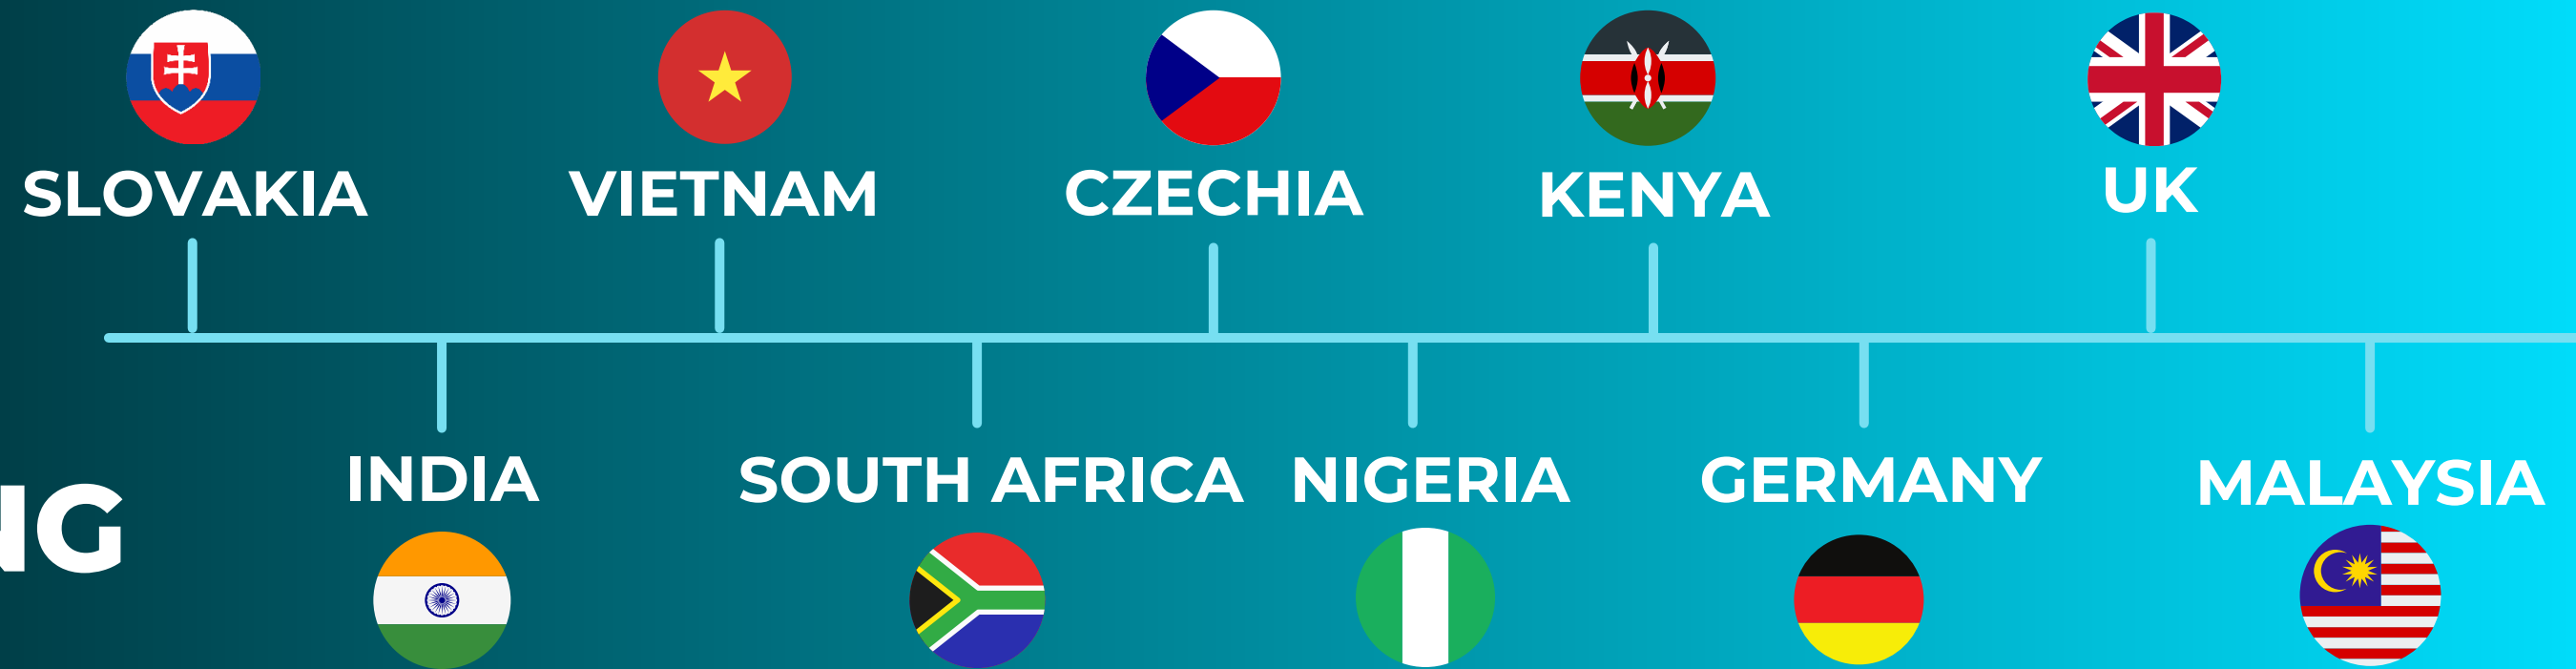 SLOVAKIA
VIETNAM
CZECHIA
KENYA
UK
INDIA
SOUTH AFRICA
NIGERIA
GERMANY
MALAYSIA
NG